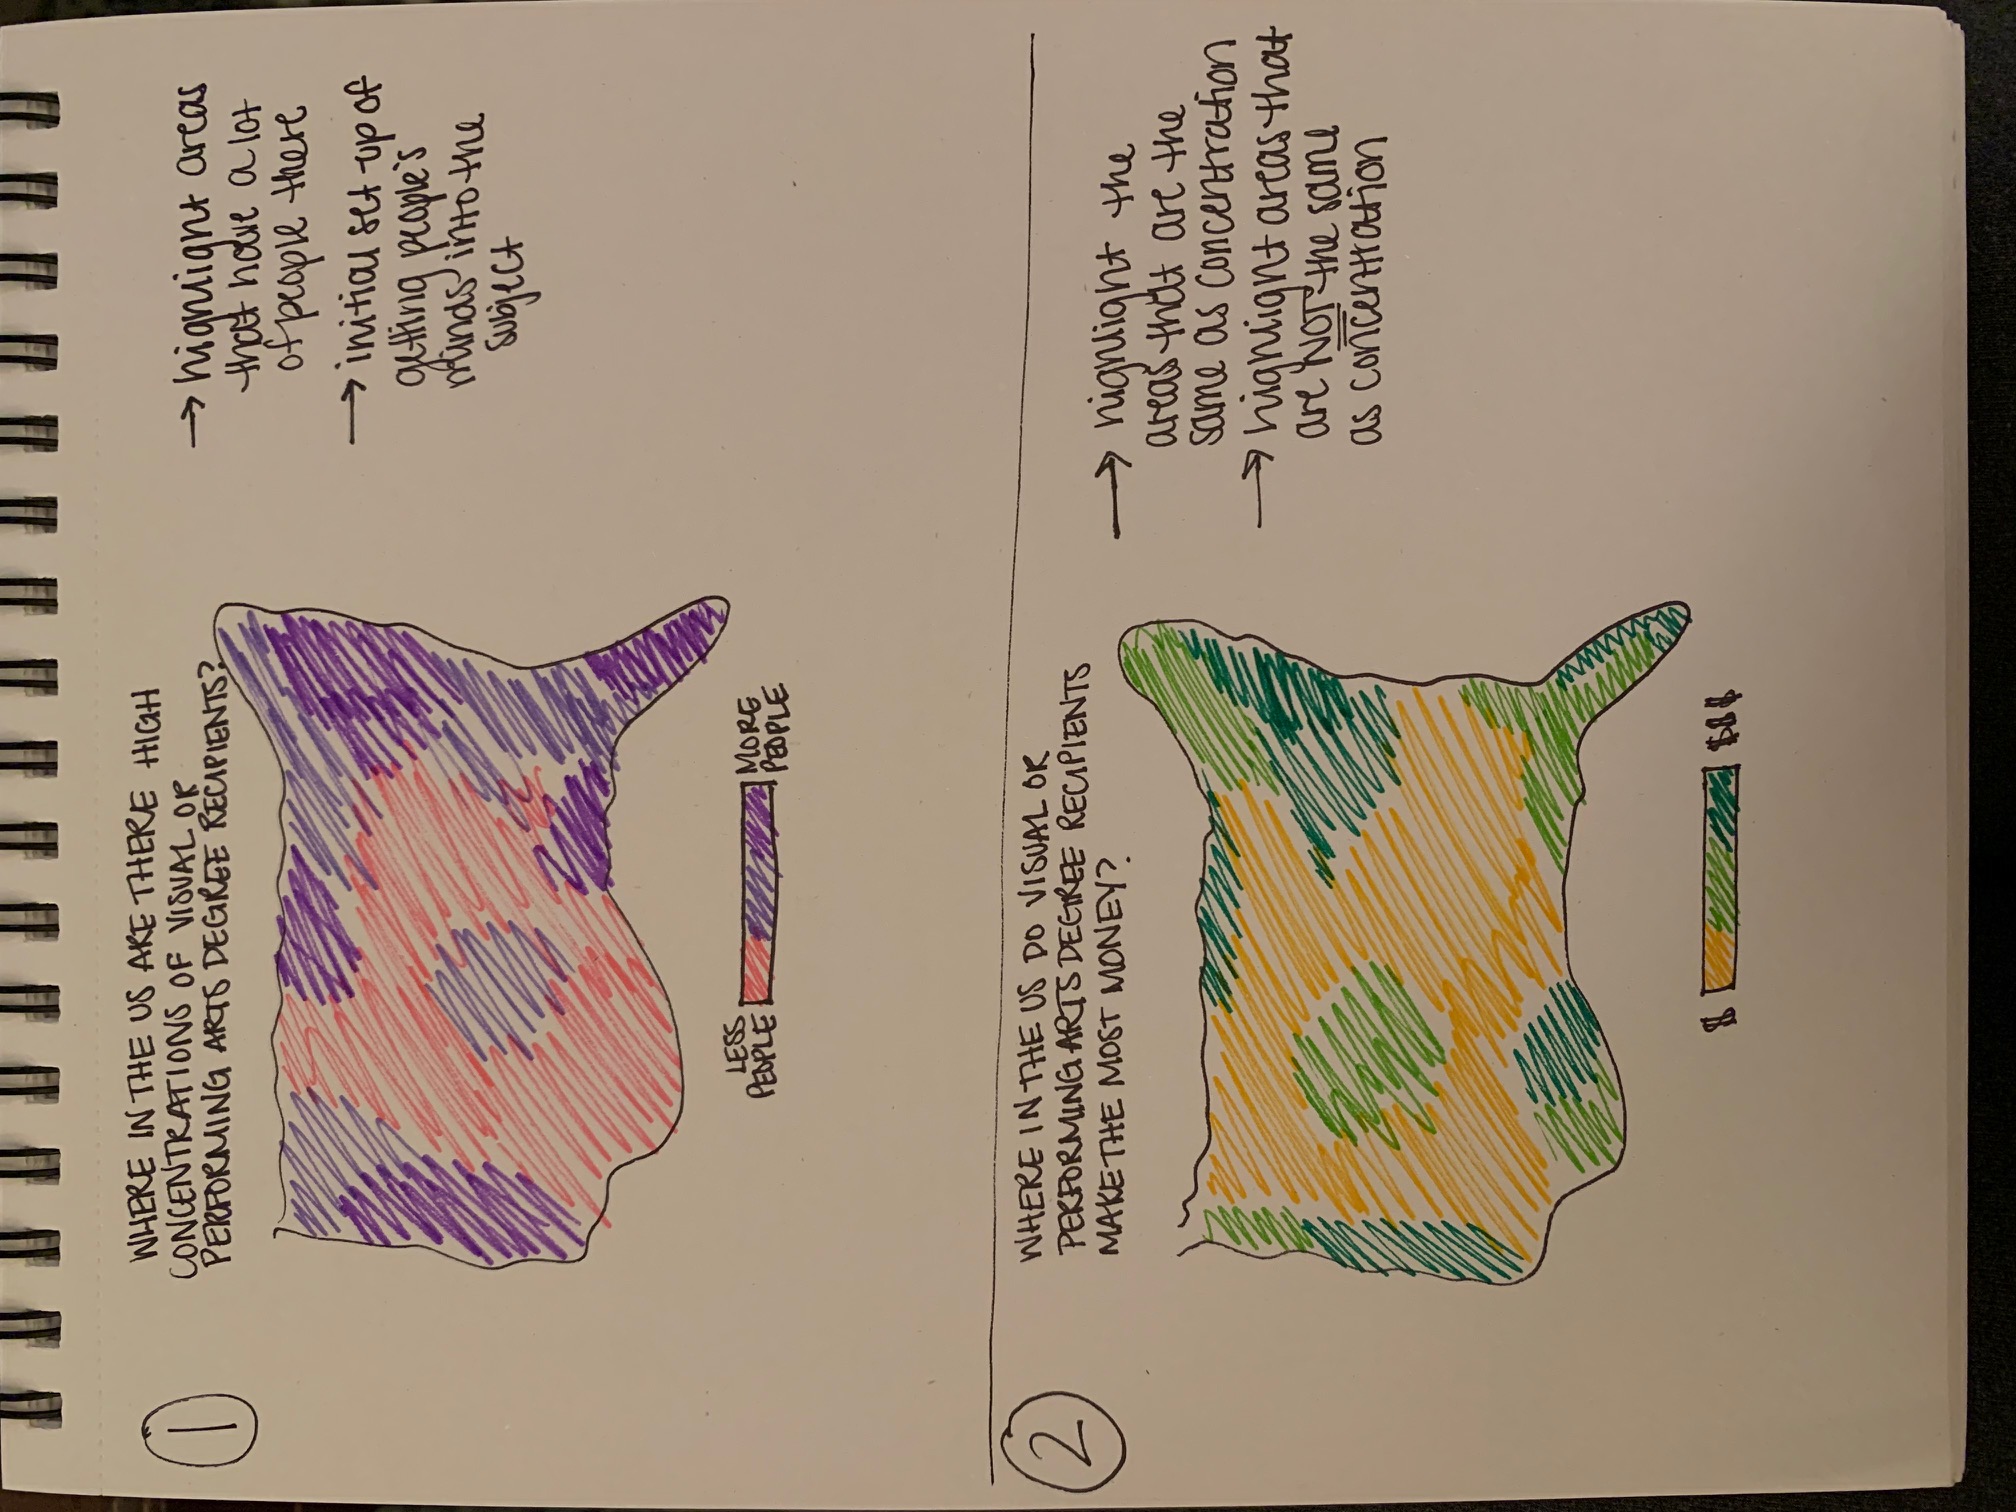 1
WHERE IN THE US ARE THERE HIGH
CONCENTRATIONS OF VISUAL OR
PERFORMING ARTS DEGREE RECIPIENTS?
→ highlight areas
that have a lot
of people there
→ initial set up of
getting people's
minds into the
subject
LESS
PEOPLE
MORE
PEOPLE
2
WHERE IN THE US DO VISUAL OR
PERFORMING ARTS DEGREE RECIPIENTS
MAKE THE MOST MONEY?
→ highlight the
areas that are the
same as concentration
→ highlight areas that
are NOT the same
as concentration
$
$$$